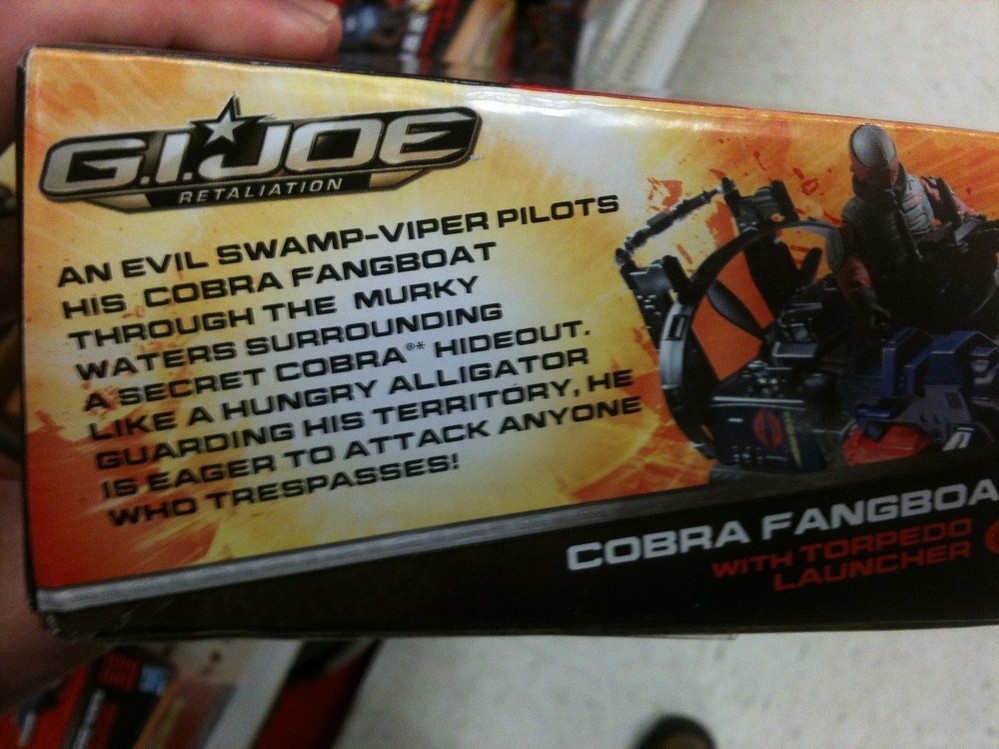 G.I.JOE
RETALIATION
AN EVIL SWAMP-VIPER PILOTS
HIS COBRA FANGBOAT
THROUGH THE MURKY
WATERS SURROUNDING
A SECRET COBRA®* HIDEOUT.
LIKE A HUNGRY ALLIGATOR
GUARDING HIS TERRITORY, HE
IS EAGER TO ATTACK ANYONE
WHO TRESPASSES!
COBRA FANGBOA
WITH TORPEDO
LAUNCHER